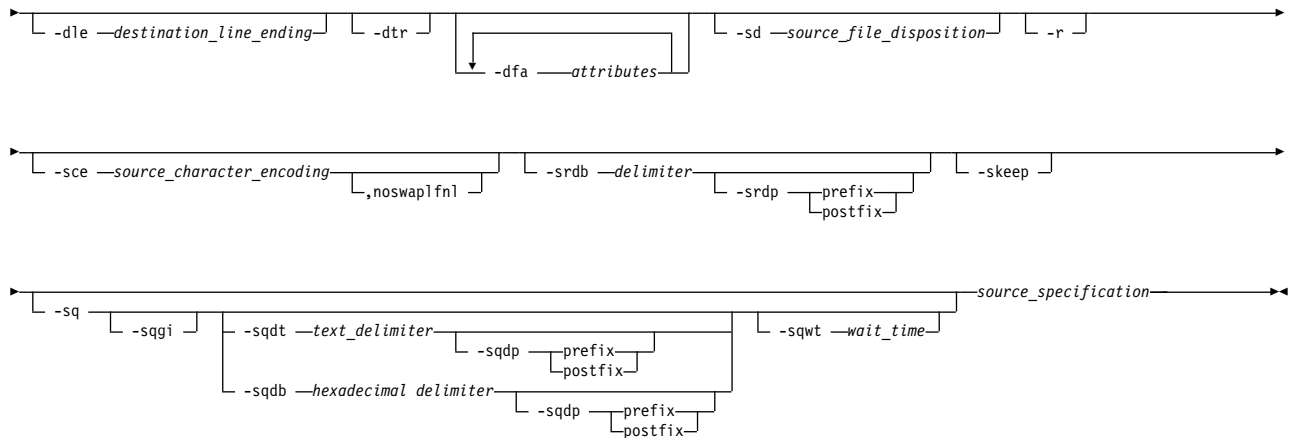 -dle destination_line_ending -dtr -dfa attributes -sd source_file_disposition -r
-sce source_character_encoding ,noswaplfnl -srdb delimiter -srdp prefix -skeep
postfix
source_specification
-sq
-sqgi -sqdt text_delimiter -sqdp prefix -sqwt wait_time
postfix
-sqdb hexadecimal delimiter -sqdp prefix
postfix